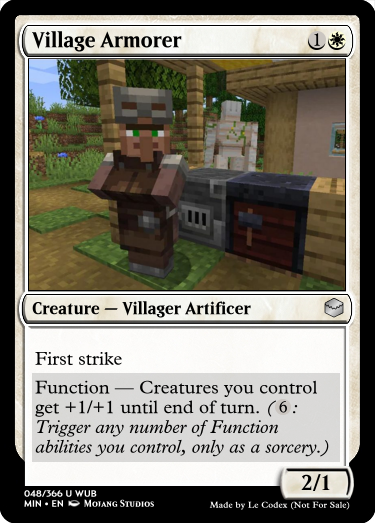 Village Armorer 1
Creature — Villager Artificer
First strike
Function — Creatures you control
get +1/+1 until end of turn. (6:
Trigger any number of Function
abilities you control, only as a sorcery.)
2/1
048/366 U WUB
MIN • EN Mojang Studios
Made by Le Codex (Not For Sale)